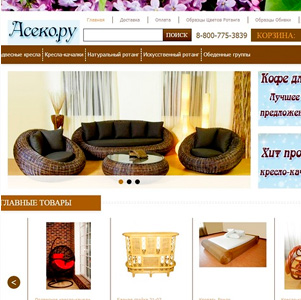 Главная Доставка Оплата Образцы Цветов Ротанга Образцы Обивки
Асекору
ПОИСК 8-800-775-3839 КОРЗИНА:
двесные кресла Кресла-качалки Натуральный ротанг Искусственный ротанг Обеденные группы
Кофе дл
Лучшее
предложен
Хит про
кресло-кач
ГЛАВНЫЕ ТОВАРЫ